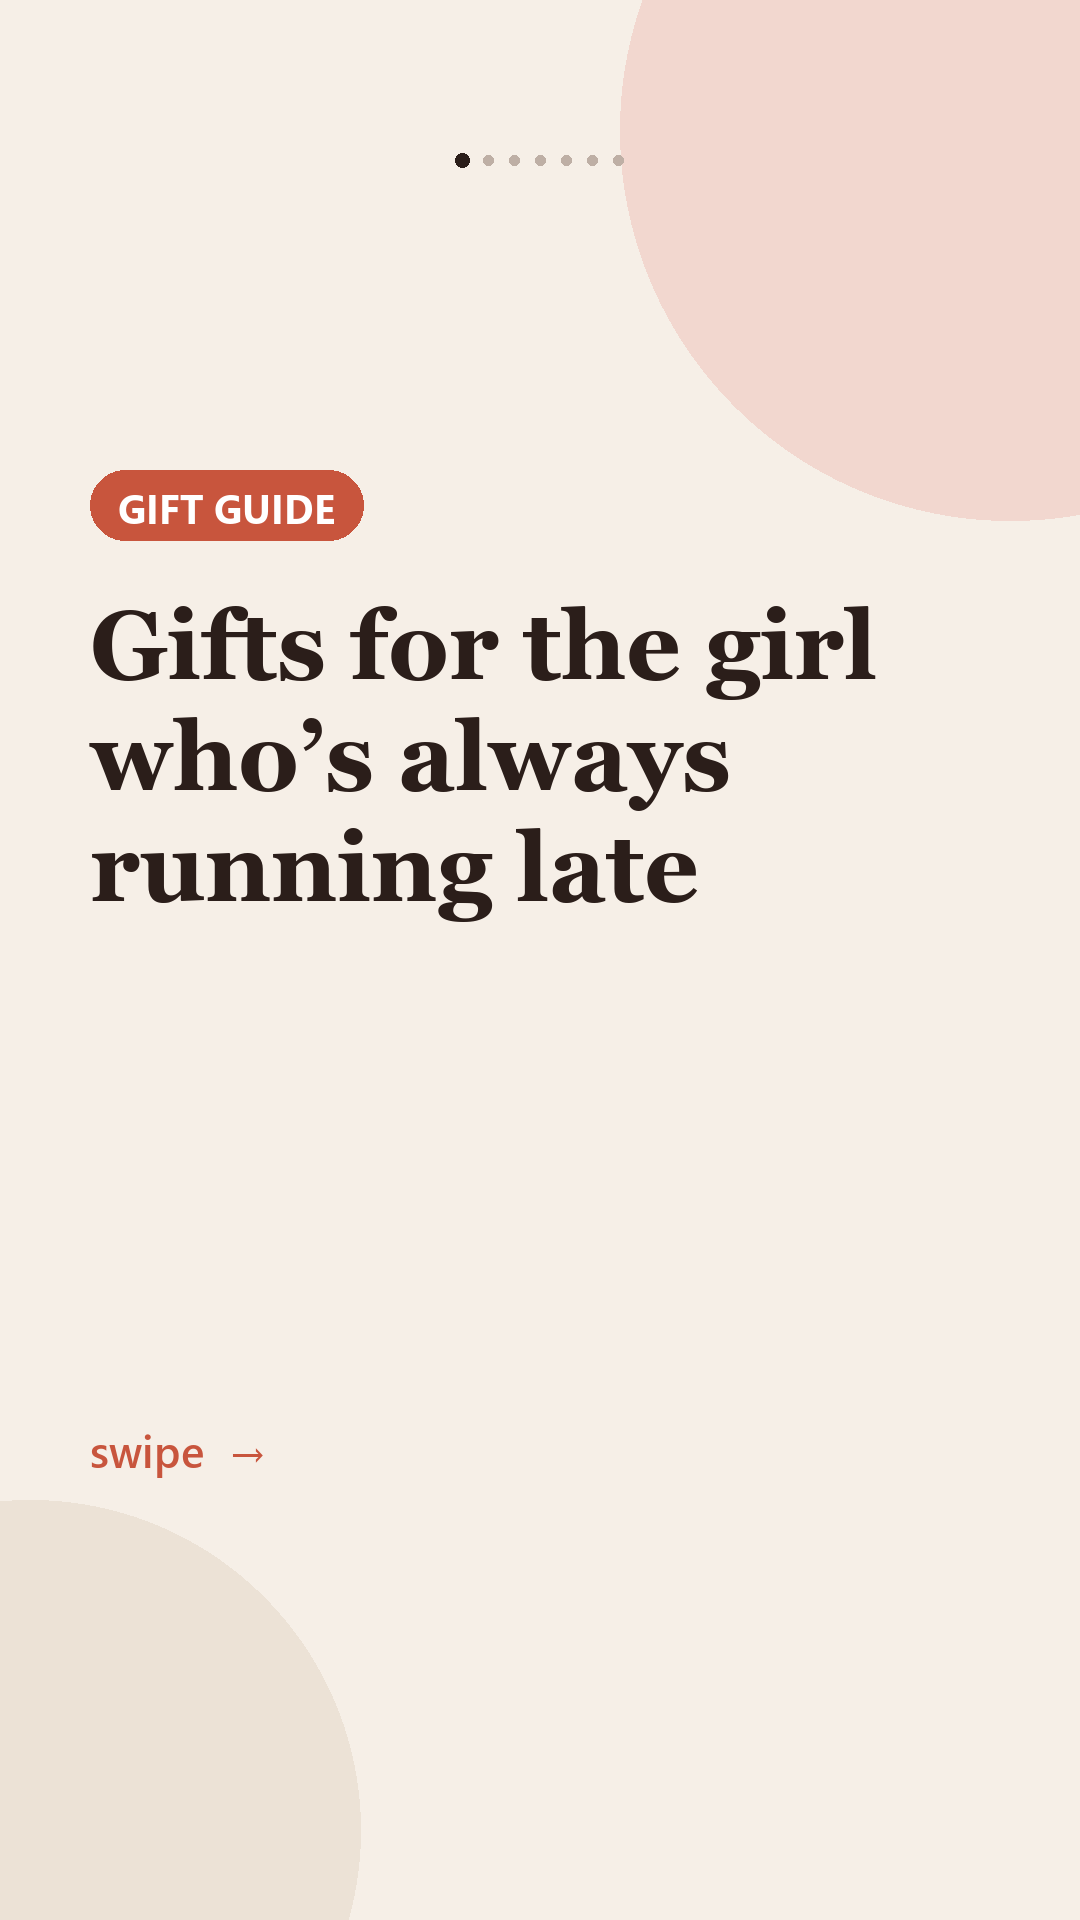 GIFT GUIDE
Gifts for the girl
who’s always
running late
swipe →